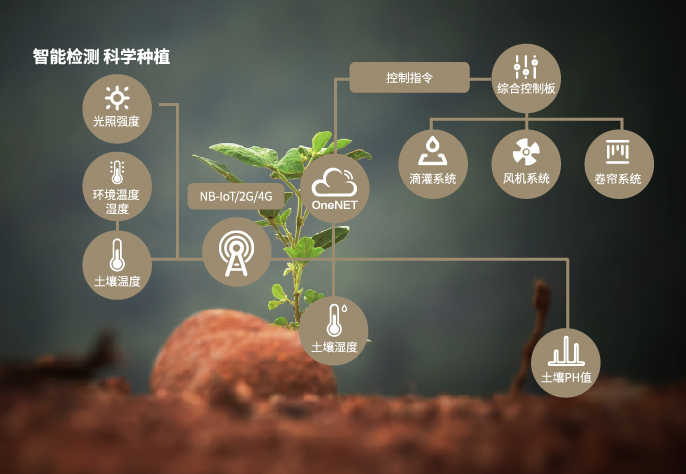 智能检测 科学种植
光照强度
环境温度
湿度
土壤温度
NB-IoT/2G/4G
OneNET
控制指令
综合控制板
滴灌系统
风机系统
卷帘系统
土壤湿度
土壤PH值